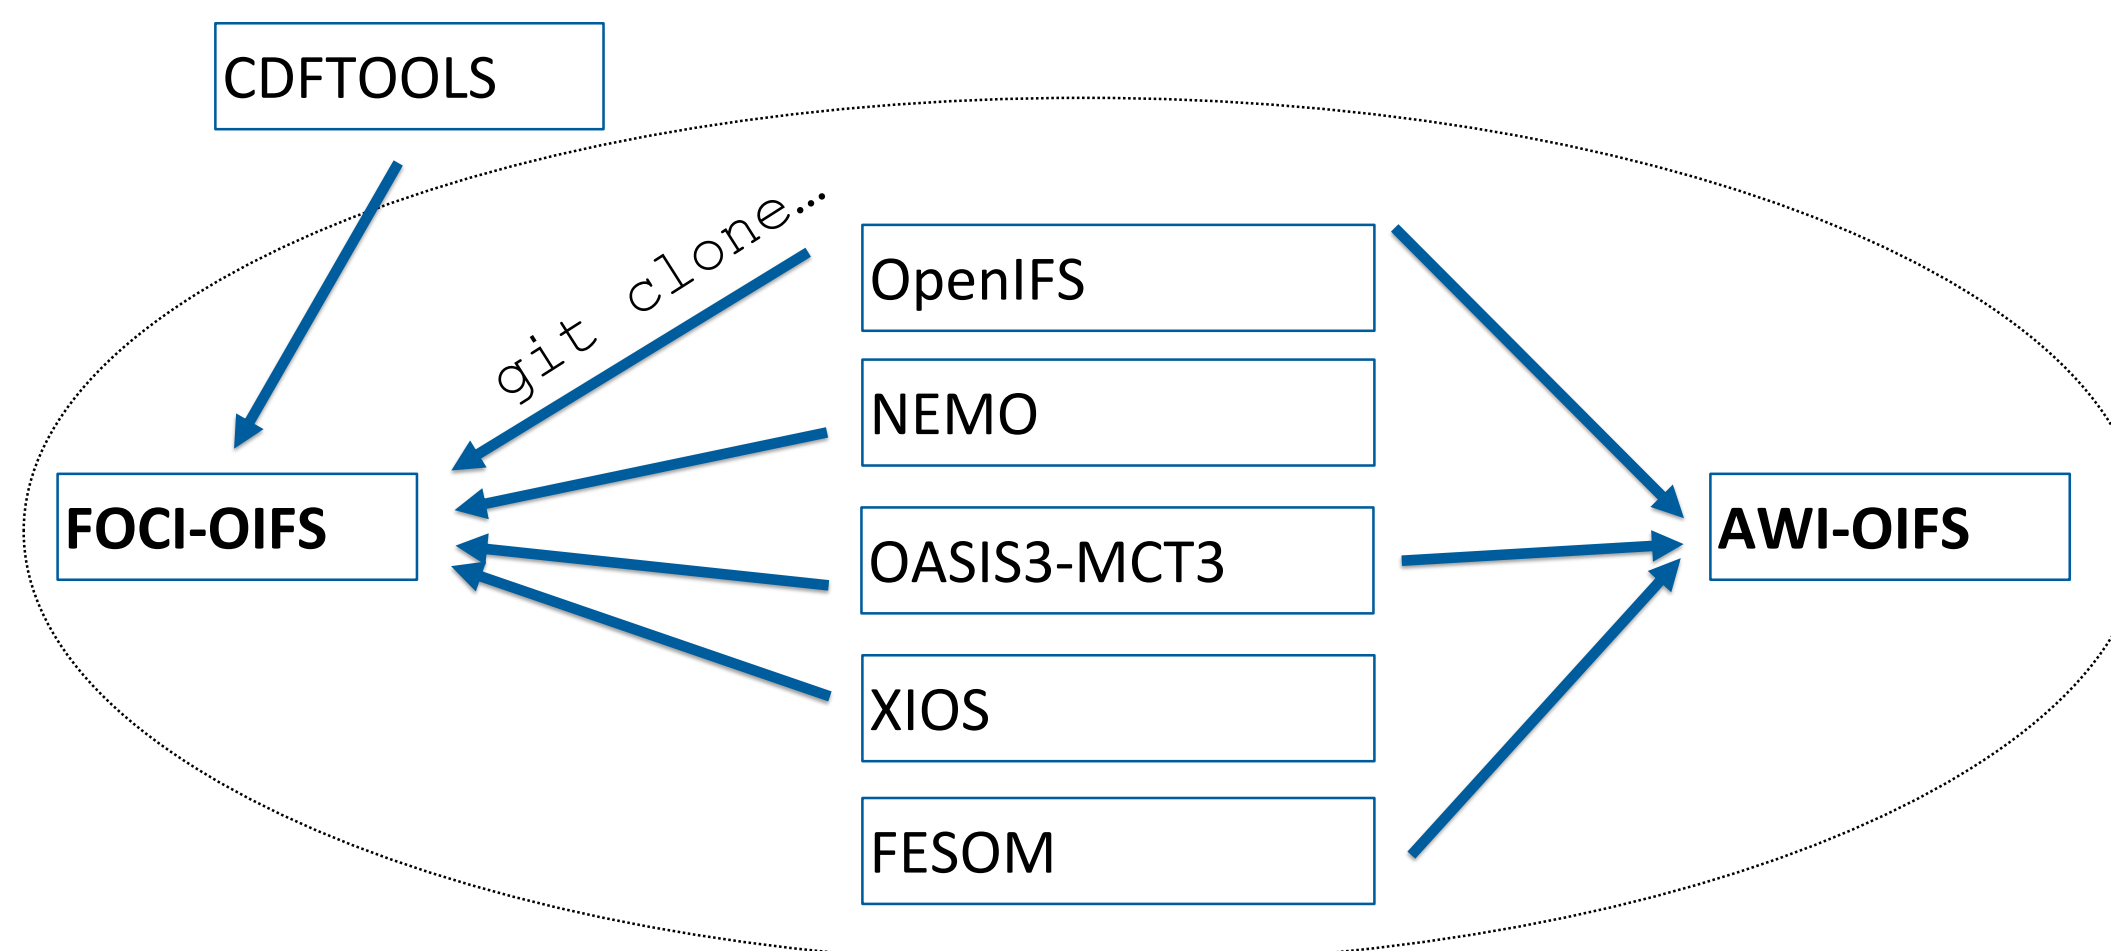 CDFTOOLS
git clone…
OpenIFS
NEMO
FOCI-OIFS
OASIS3-MCT3
AWI-OIFS
XIOS
FESOM